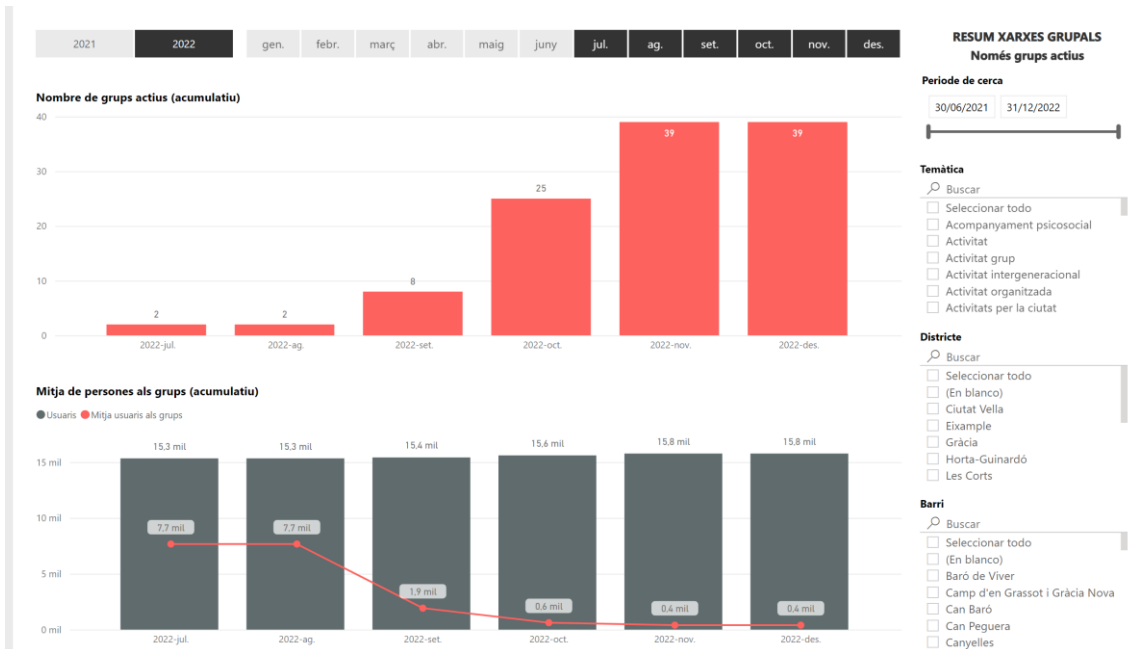 2021 2022 gen. febr. març abr. maig juny jul. ag. set. oct. nov. des.
Nombre de grups actius (acumulatiu)
40
30
20
10
0
2
2
8
25
39
39
2022-jul. 2022-ag. 2022-set. 2022-oct. 2022-nov. 2022-des.
Mitja de persones als grups (acumulatiu)
Usuaris Mitja usuaris als grups
15,3 mil 15,3 mil 15,4 mil 15,6 mil 15,8 mil 15,8 mil
15 mil
10 mil
5 mil
0 mil
7,7 mil 7,7 mil 1,9 mil 0,6 mil 0,4 mil 0,4 mil
2022-jul. 2022-ag. 2022-set. 2022-oct. 2022-nov. 2022-des.
RESUM XARXES GRUPALS
Només grups actius
Periode de cerca
30/06/2021 31/12/2022
Temàtica
Buscar
Seleccionar todo
Acompanyament psicosocial
Activitat
Activitat grup
Activitat intergeneracional
Activitat organitzada
Activitats per la ciutat
Districte
Buscar
Seleccionar todo
(En blanco)
Ciutat Vella
Eixample
Gràcia
Horta-Guinardó
Les Corts
Barri
Buscar
Seleccionar todo
(En blanco)
Baró de Viver
Camp d'en Grassot i Gràcia Nova
Can Baró
Can Peguera
Canyelles